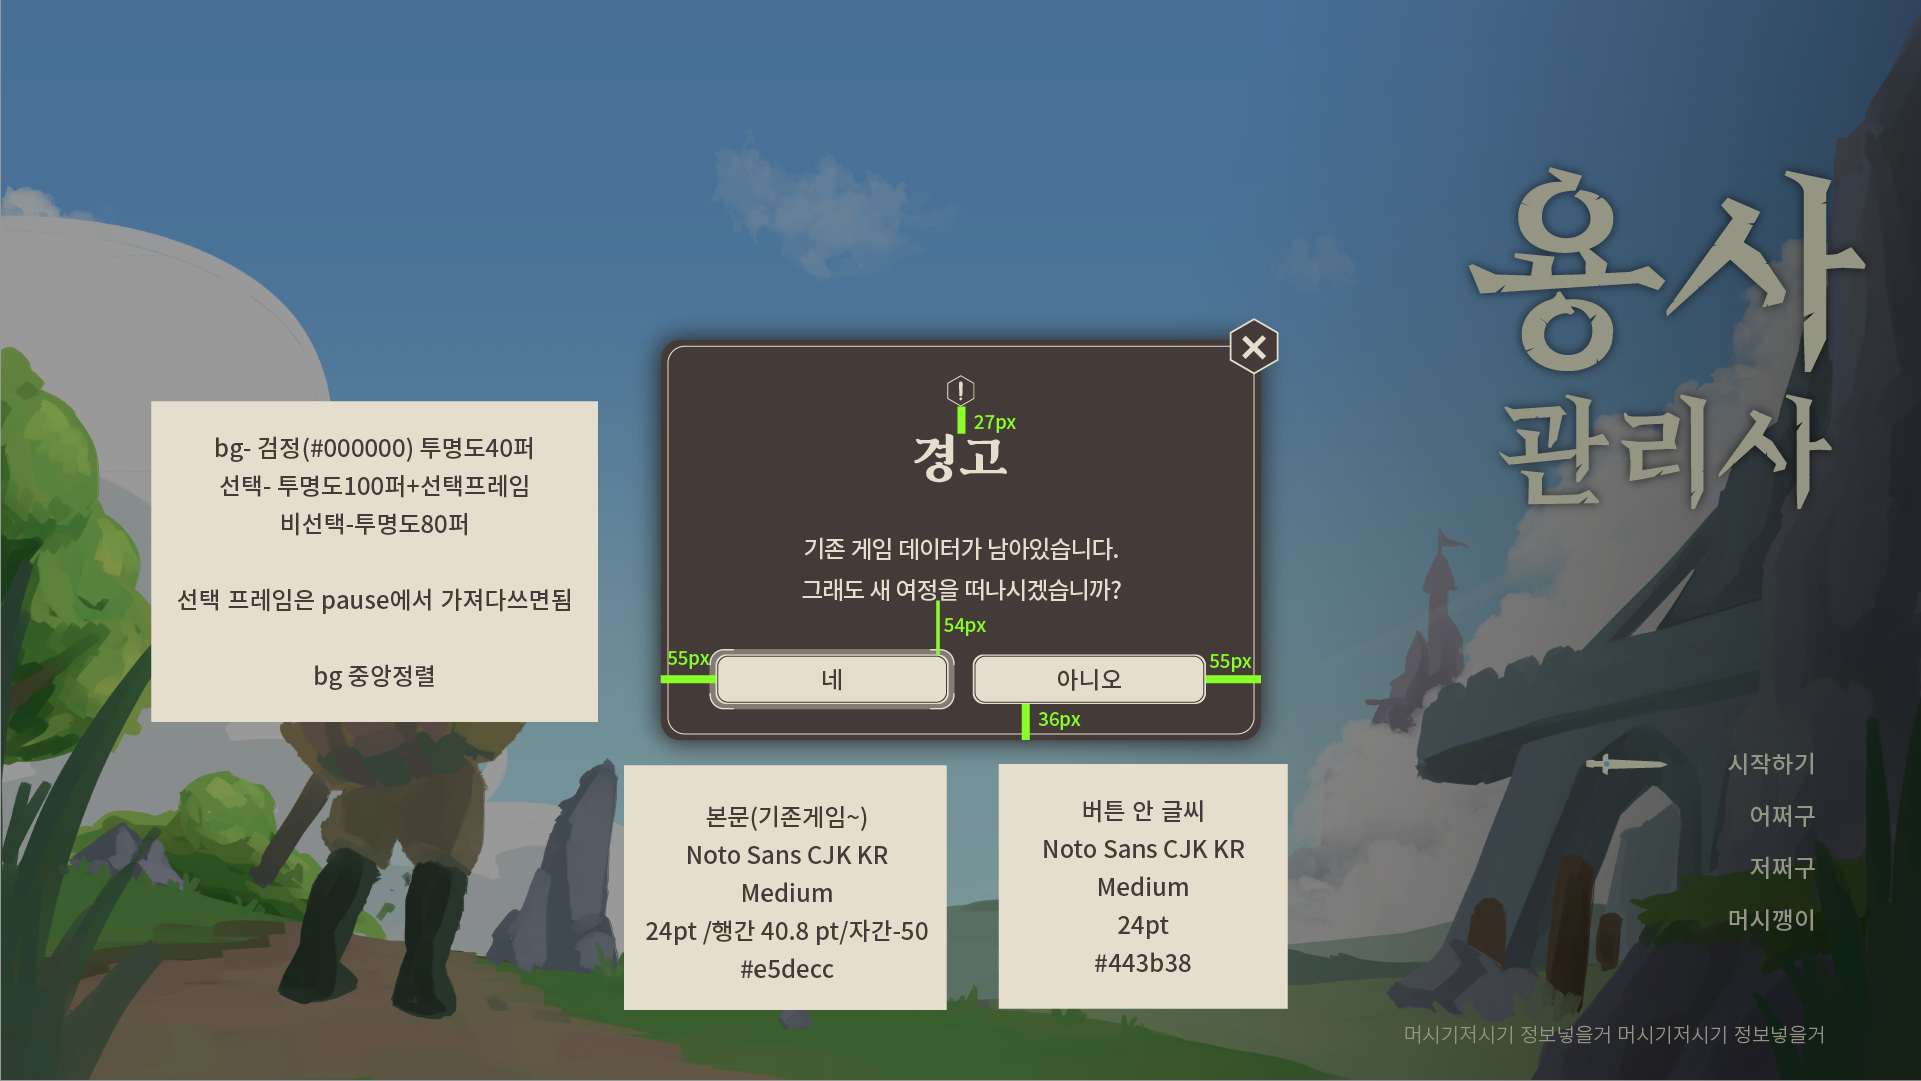 용사
관리사
bg- 검정(#000000) 투명도40퍼
선택- 투명도100퍼+선택프레임
비선택-투명도80퍼
선택 프레임은 pause에서 가져다쓰면됨
bg 중앙정렬
!
27px
경고
기존 게임 데이터가 남아있습니다.
그래도 새 여정을 떠나시겠습니까?
54px
55px
55px
네
아니오
36px
본문(기존게임~)
Noto Sans CJK KR
Medium
24pt /행간 40.8 pt/자간-50
#e5decc
버튼 안 글씨
Noto Sans CJK KR
Medium
24pt
#443b38
시작하기
어쩌구
저쩌구
머시깽이
머시기저시기 정보넣을거 머시기저시기 정보넣을거